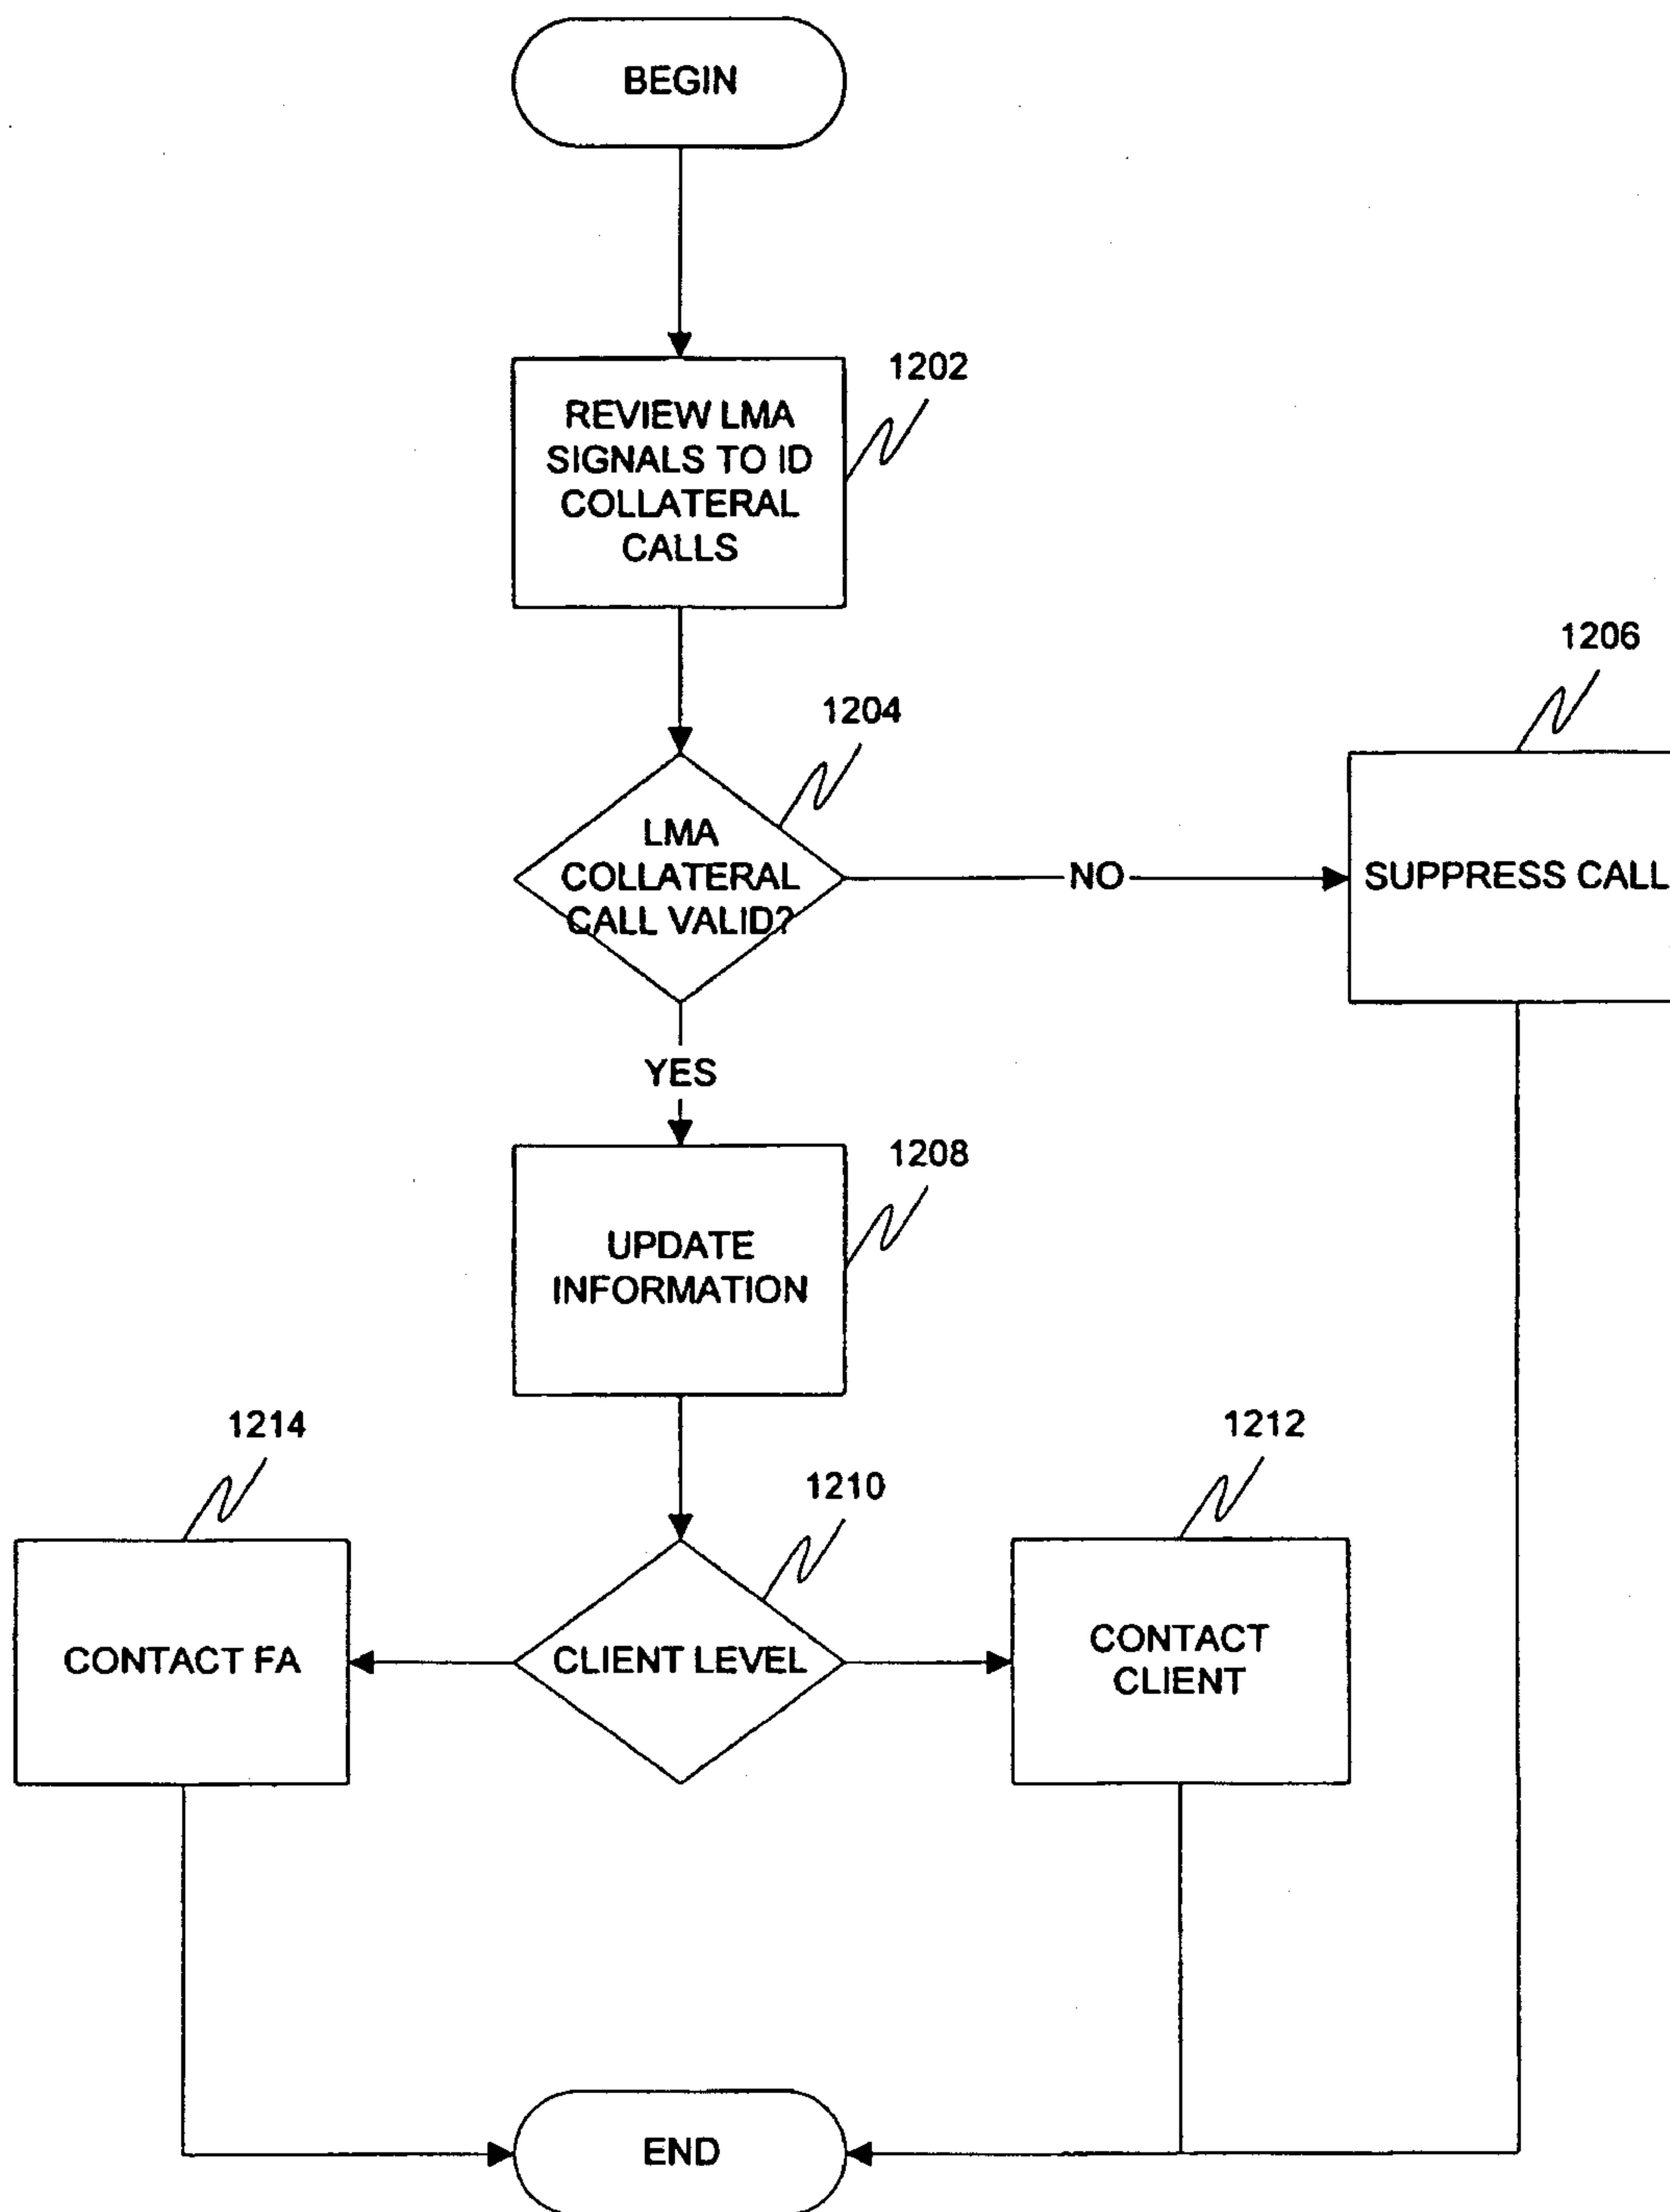 BEGIN
1202
REVIEW LMA
SIGNALS TO ID
COLLATERAL
CALLS
1206
1204
LMA
COLLATERAL
CALL VALID?
NO
SUPPRESS CALL
YES
1208
UPDATE
INFORMATION
1214
1212
1210
CONTACT FA
CLIENT LEVEL
CONTACT
CLIENT
END